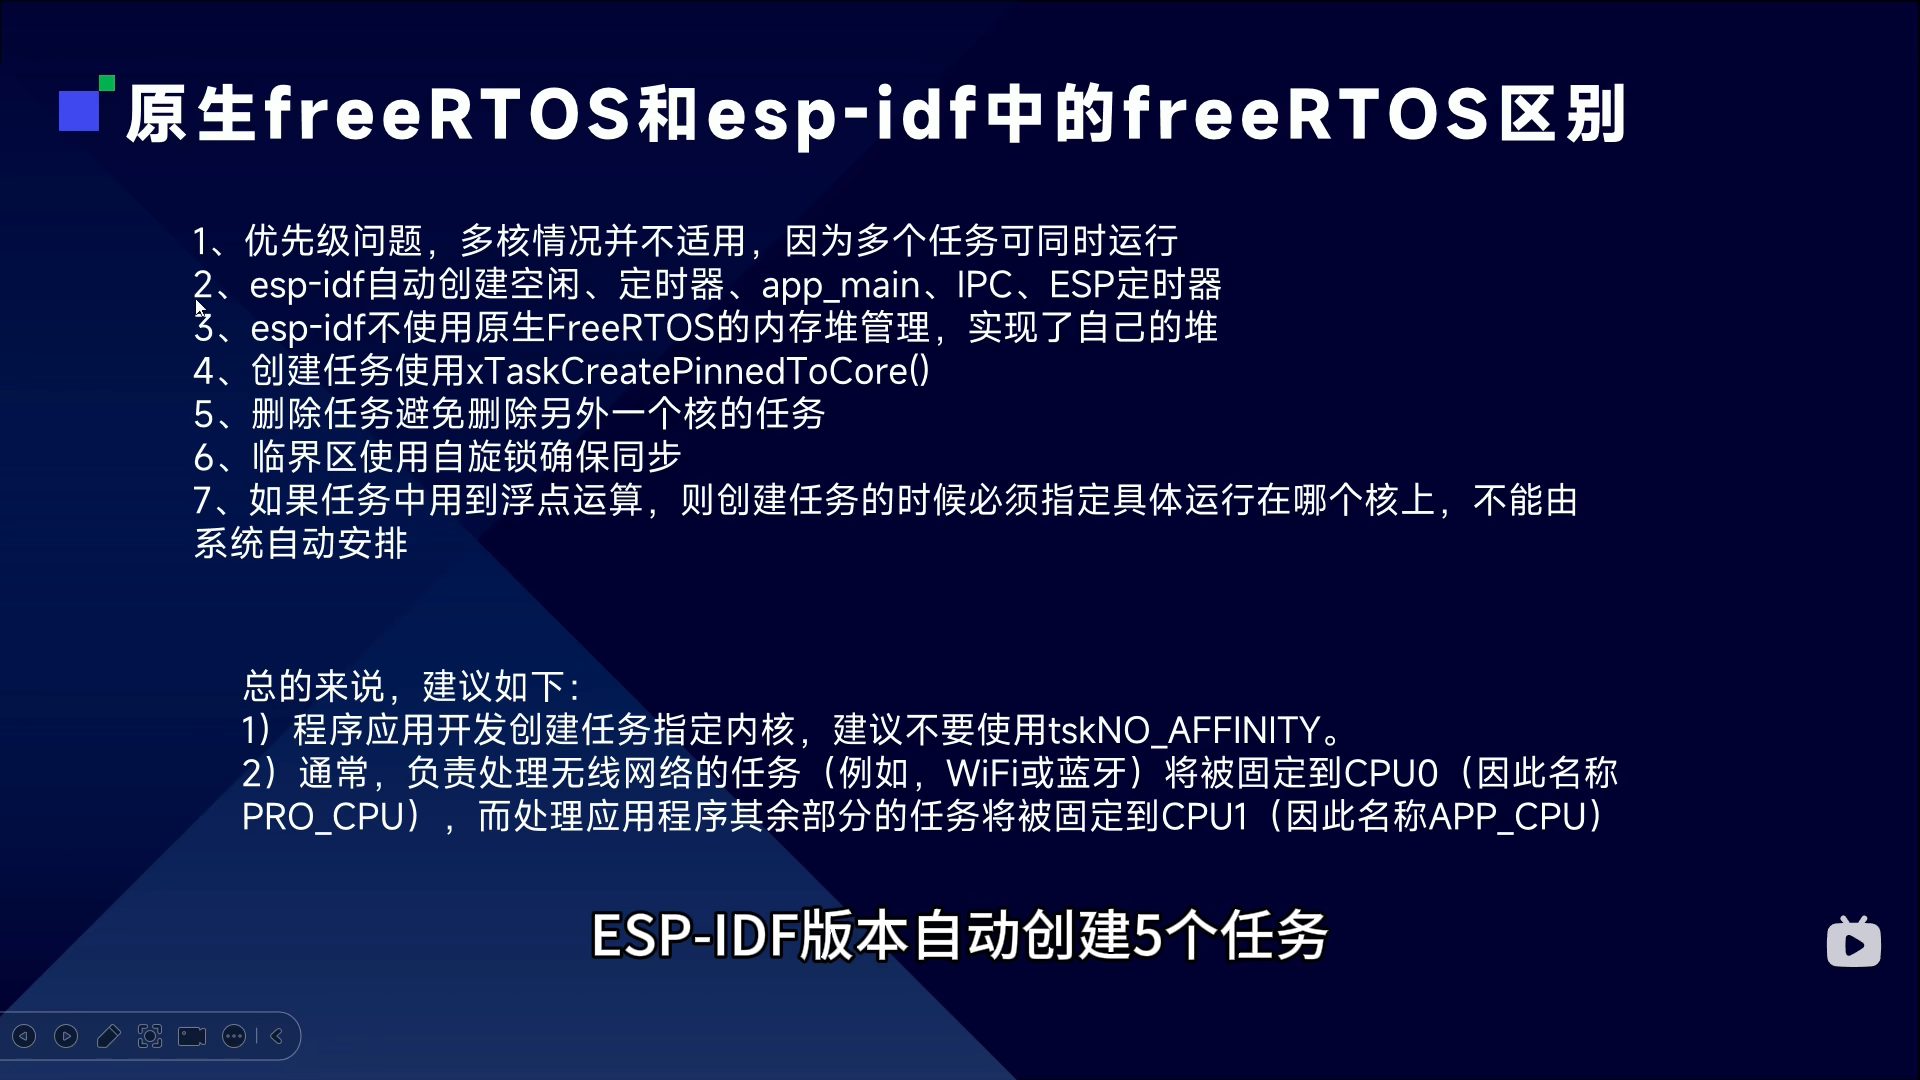 原生freeRTOS和esp-idf中的freeRTOS区别
1、优先级问题，多核情况并不适用，因为多个任务可同时运行
2、esp-idf自动创建空闲、定时器、app_main、IPC、ESP定时器
3、esp-idf不使用原生FreeRTOS的内存堆管理，实现了自己的堆
4、创建任务使用xTaskCreatePinnedToCore()
5、删除任务避免删除另外一个核的任务
6、临界区使用自旋锁确保同步
7、如果任务中用到浮点运算，则创建任务的时候必须指定具体运行在哪个核上，不能由
系统自动安排
总的来说，建议如下：
1）程序应用开发创建任务指定内核，建议不要使用tskNO_AFFINITY。
2）通常，负责处理无线网络的任务（例如，WiFi或蓝牙）将被固定到CPU0（因此名称
PRO_CPU），而处理应用程序其余部分的任务将被固定到CPU1（因此名称APP_CPU）
ESP-IDF版本自动创建5个任务